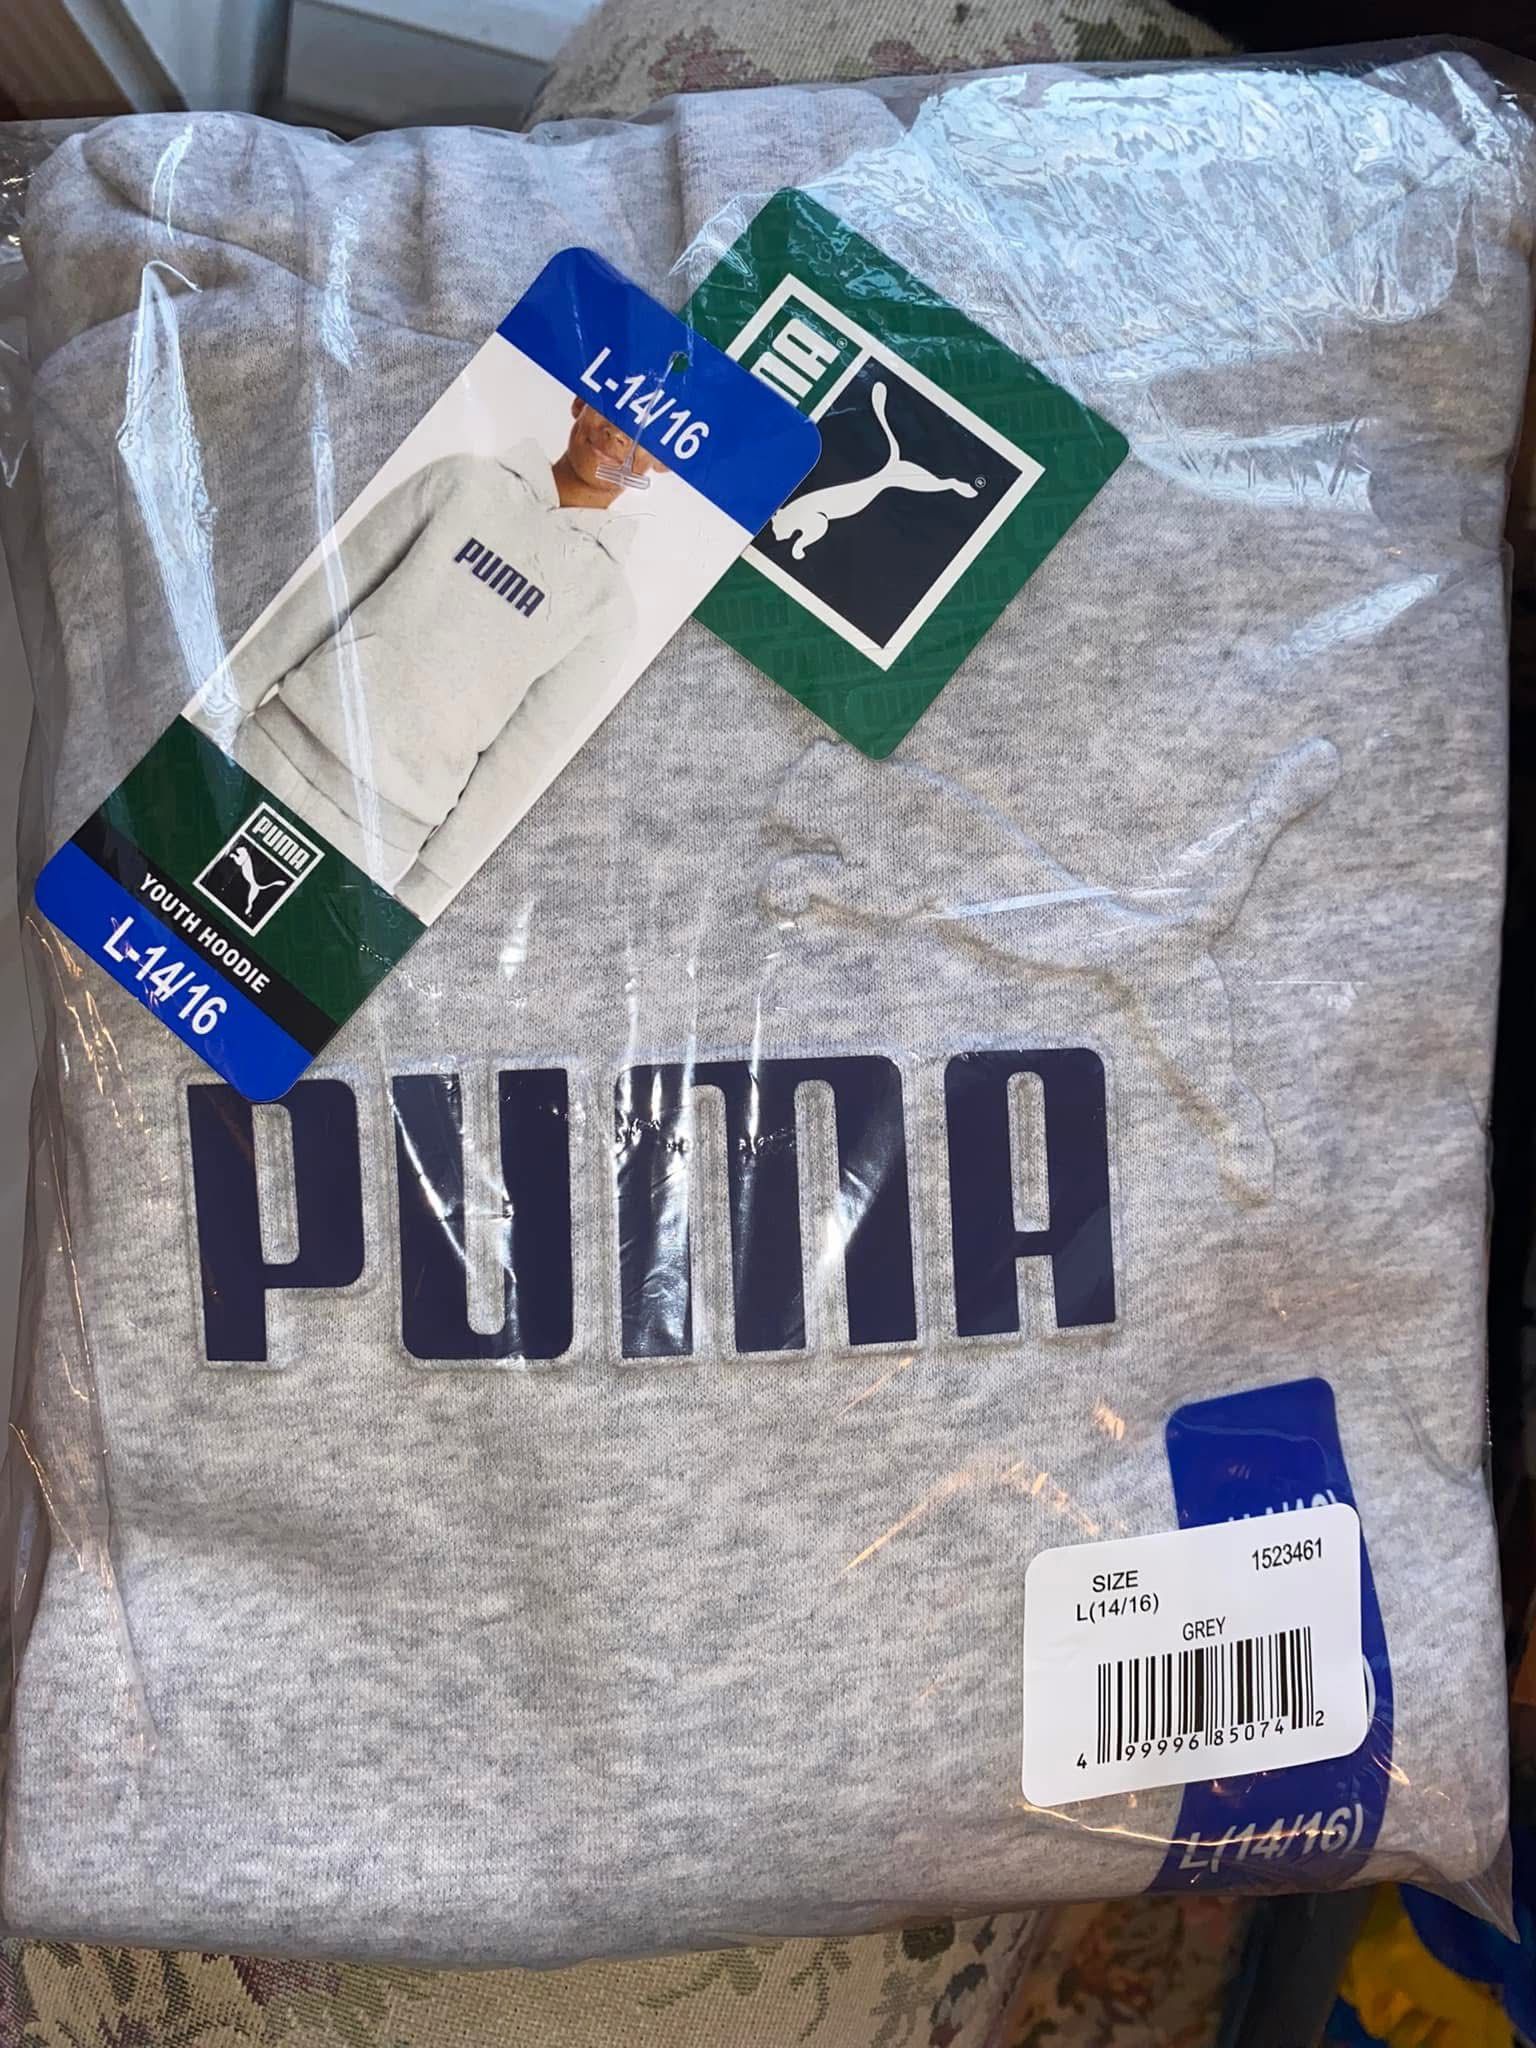 L-14/16
PUMA
PUMA
YOUTH HOODIE
L-14/16
PUMA
SIZE
L(14/16)
1523461
GREY
4 99996 85074 2
L(14/16)